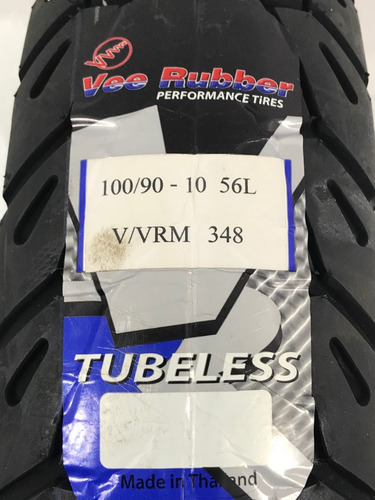 Vee Rubber
PERFORMANCE TIRES
100/90 - 10 56L
V/VRM 348
TUBELESS
Made in Thailand